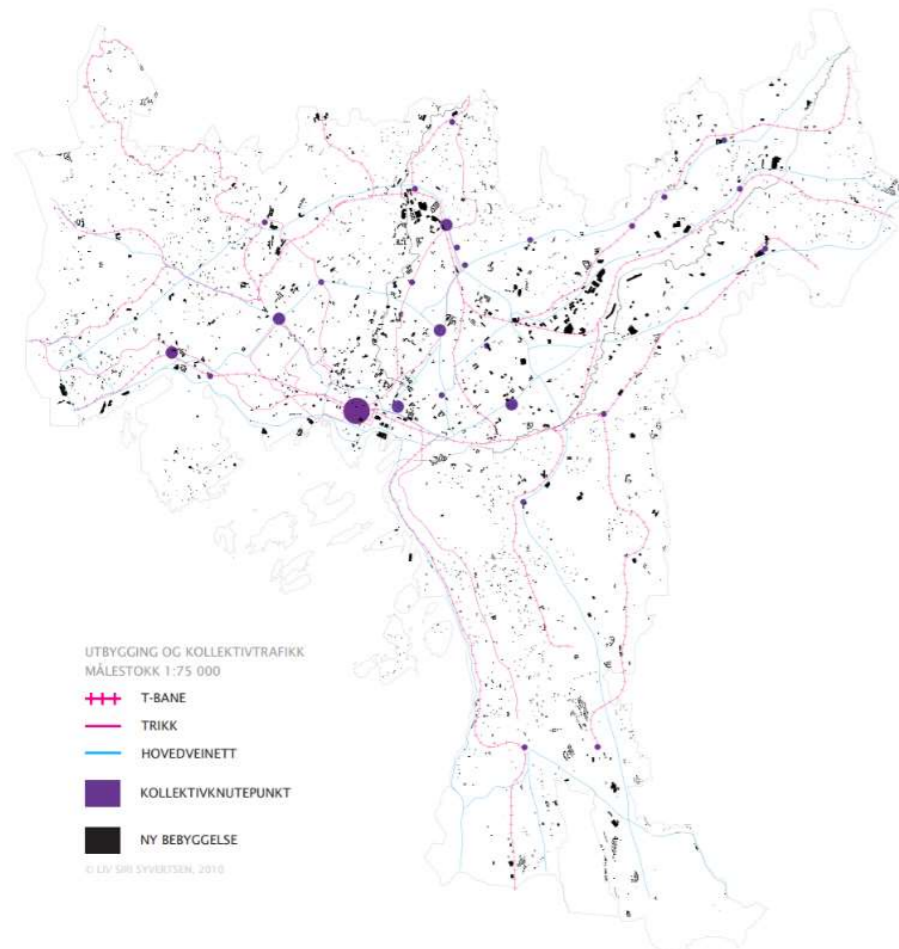 UTBYGGING OG KOLLEKTIVTRAFIKK
MÅLESTOKK 1:75 000
T-BANE
TRIKK
HOVEDVEINETT
KOLLEKTIVKNUTEPUNKT
NY BEBYGGELSE
© LIV SIRI SYVERTSEN, 2010